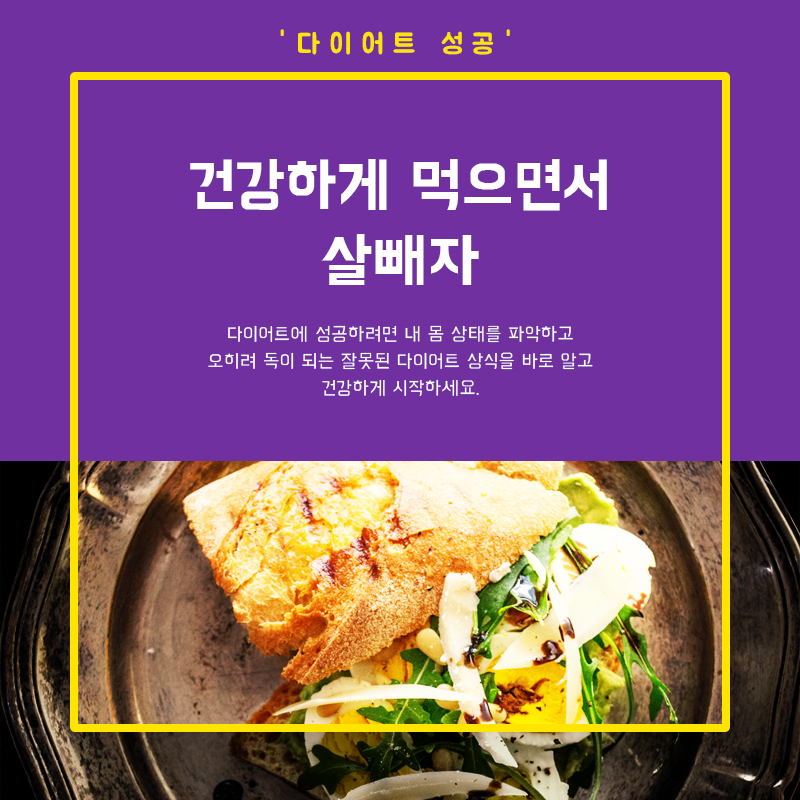 '다이어트 성공'
건강하게 먹으면서
살빼자
다이어트에 성공하려면 내 몸 상태를 파악하고
오히려 독이 되는 잘못된 다이어트 상식을 바로 알고
건강하게 시작하세요.